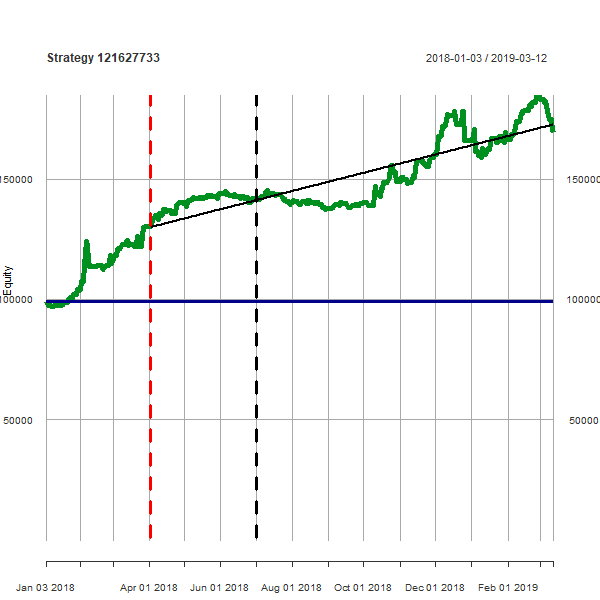 Strategy 121627733 2018-01-03 / 2019-03-12
150000 150000
Equity
100000 100000
50000 50000
Jan 03 2018 Apr 01 2018 Jun 01 2018 Aug 01 2018 Oct 01 2018 Dec 01 2018 Feb 01 2019